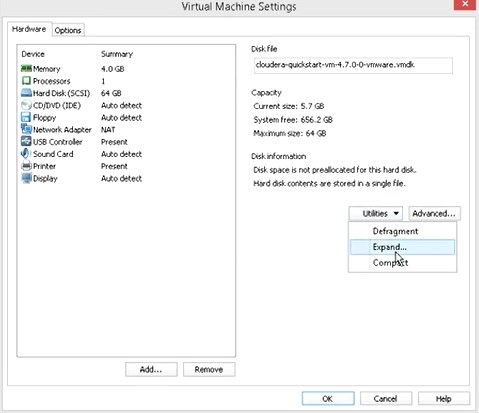 Virtual Machine Settings
Hardware Options
Device Summary
Memory 4.0 GB
Processors 1
Hard Disk (SCSI) 64 GB
CD/DVD (IDE) Auto detect
Floppy Auto detect
Network Adapter NAT
USB Controller Present
Sound Card Auto detect
Printer Present
Display Auto detect
Add... Remove
Disk file
cloudera-quickstart-vm-4.7.0-0-vmware.vmdk
Capacity
Current size: 5.7 GB
System free: 656.2 GB
Maximum size: 64 GB
Disk information
Disk space is not preallocated for this hard disk.
Hard disk contents are stored in a single file.
Utilities Advanced...
Defragment
Expand...
Compact
OK Cancel Help